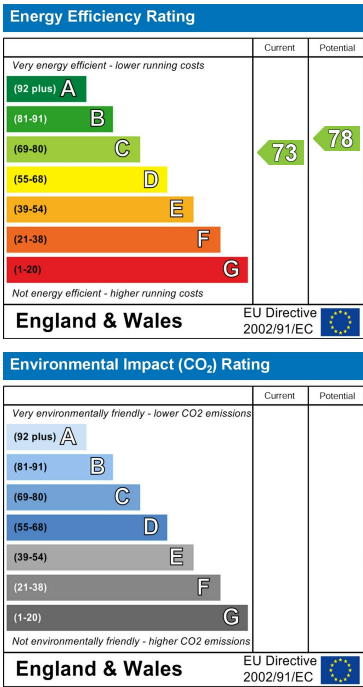 Energy Efficiency Rating
Current Potential
Very energy efficient - lower running costs
(92 plus) A
(81-91) B
(69-80) C
73
78
(55-68) D
(39-54) E
(21-38) F
(1-20) G
Not energy efficient - higher running costs
England & Wales
EU Directive
2002/91/EC
Environmental Impact (CO₂) Rating
Current Potential
Very environmentally friendly - lower CO2 emissions
(92 plus) A
(81-91) B
(69-80) C
(55-68) D
(39-54) E
(21-38) F
(1-20) G
Not environmentally friendly - higher CO2 emissions
England & Wales
EU Directive
2002/91/EC